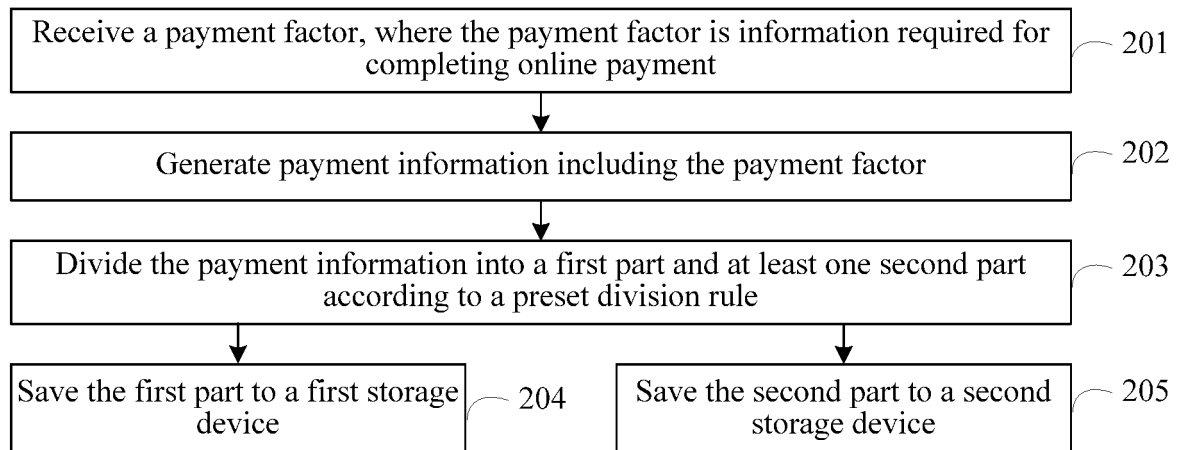 Receive a payment factor, where the payment factor is information required for
completing online payment
201
Generate payment information including the payment factor
202
Divide the payment information into a first part and at least one second part
according to a preset division rule
203
Save the first part to a first storage
device
204
Save the second part to a second
storage device
205